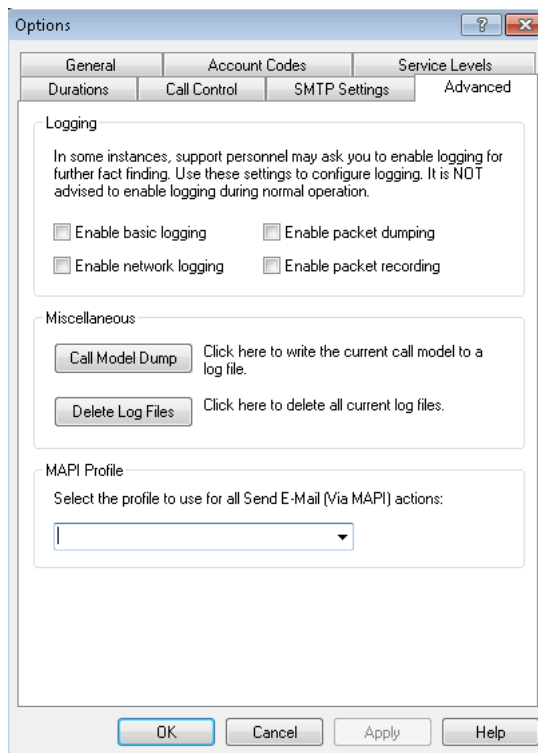 Options
General Account Codes Service Levels
Durations Call Control SMTP Settings Advanced
Logging
In some instances, support personnel may ask you to enable logging for
further fact finding. Use these settings to configure logging. It is NOT
advised to enable logging during normal operation.
Enable basic logging Enable packet dumping
Enable network logging Enable packet recording
Miscellaneous
Call Model Dump Click here to write the current call model to a
log file.
Delete Log Files Click here to delete all current log files.
MAPI Profile
Select the profile to use for all Send E-Mail (Via MAPI) actions:
OK Cancel Apply Help